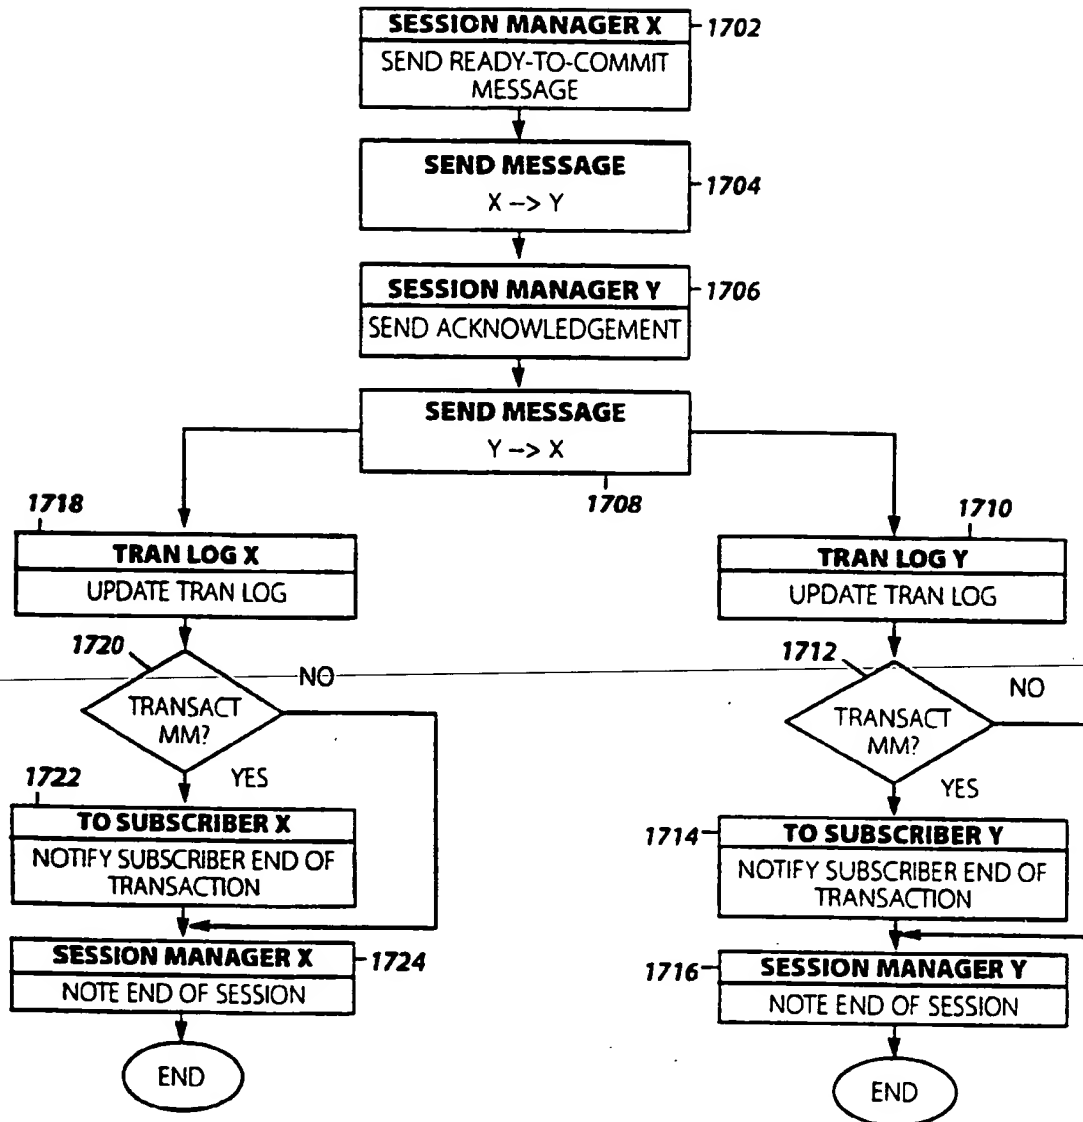 SESSION MANAGER X
1702
SEND READY-TO-COMMIT
MESSAGE
SEND MESSAGE
1704
X --> Y
SESSION MANAGER Y
1706
SEND ACKNOWLEDGEMENT
SEND MESSAGE
Y --> X
1708
1718
TRAN LOG X
UPDATE TRAN LOG
1720
NO
TRANSACT
MM?
YES
1722
TO SUBSCRIBER X
NOTIFY SUBSCRIBER END OF
TRANSACTION
SESSION MANAGER X
1724
NOTE END OF SESSION
END
1710
TRAN LOG Y
UPDATE TRAN LOG
1712
NO
TRANSACT
MM?
YES
1714
TO SUBSCRIBER Y
NOTIFY SUBSCRIBER END OF
TRANSACTION
1716
SESSION MANAGER Y
NOTE END OF SESSION
END